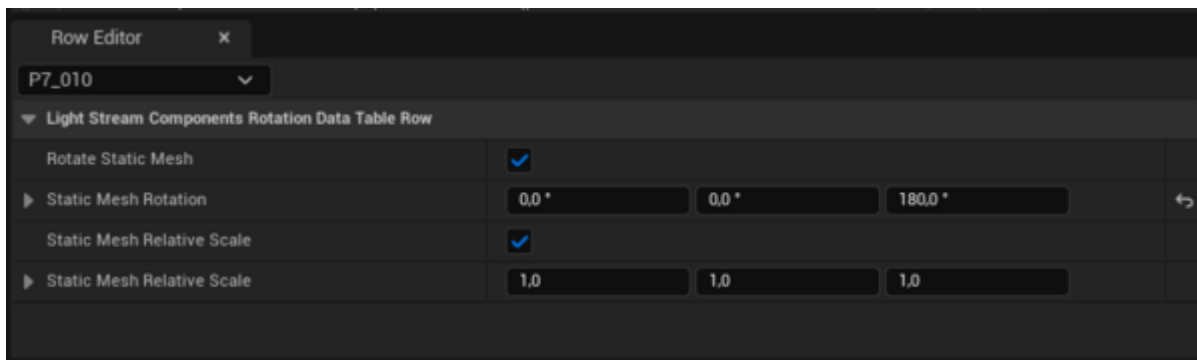 Row Editor
P7_010
Light Stream Components Rotation Data Table Row
Rotate Static Mesh
Static Mesh Rotation 0,0 ° 0,0 ° 180,0 °
Static Mesh Relative Scale
Static Mesh Relative Scale 1,0 1,0 1,0